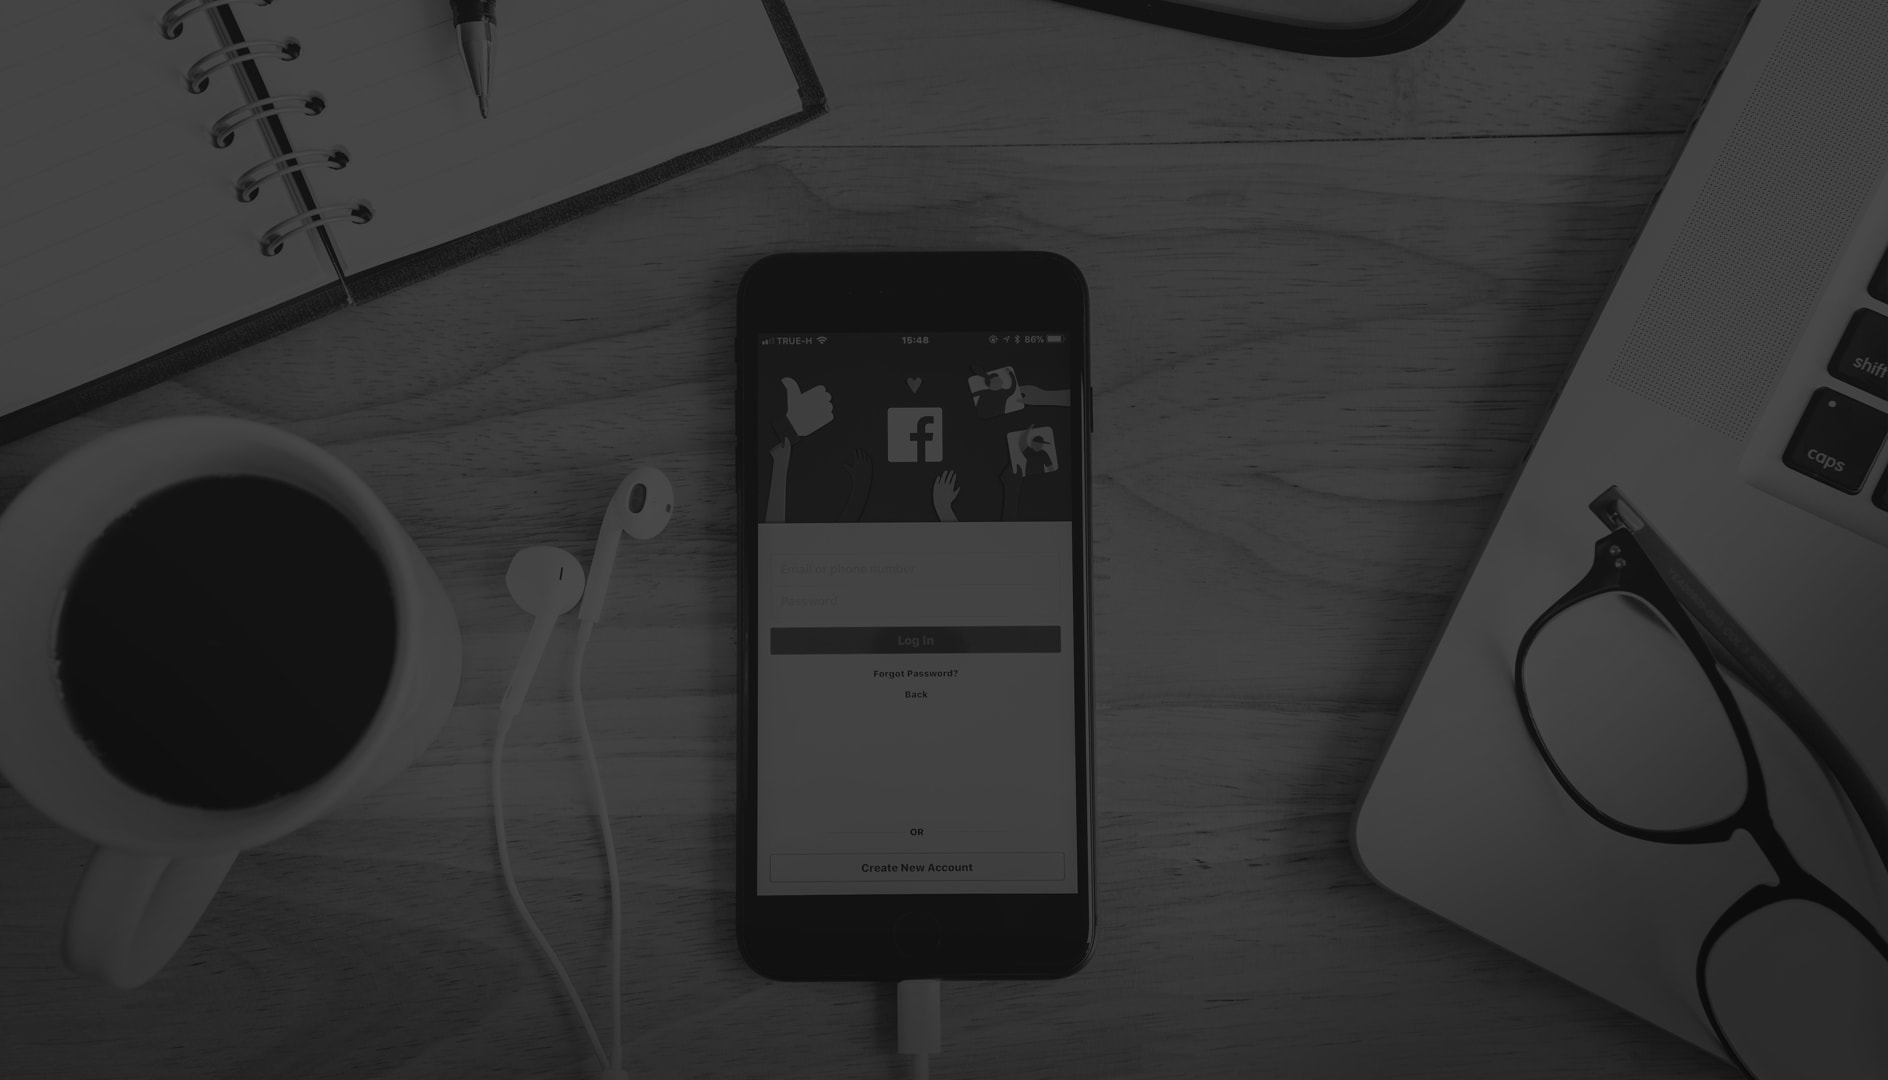 TRUE-H 15:48 86%
f
Email or phone number
Password
Log In
Forgot Password?
Back
OR
Create New Account
shift
caps